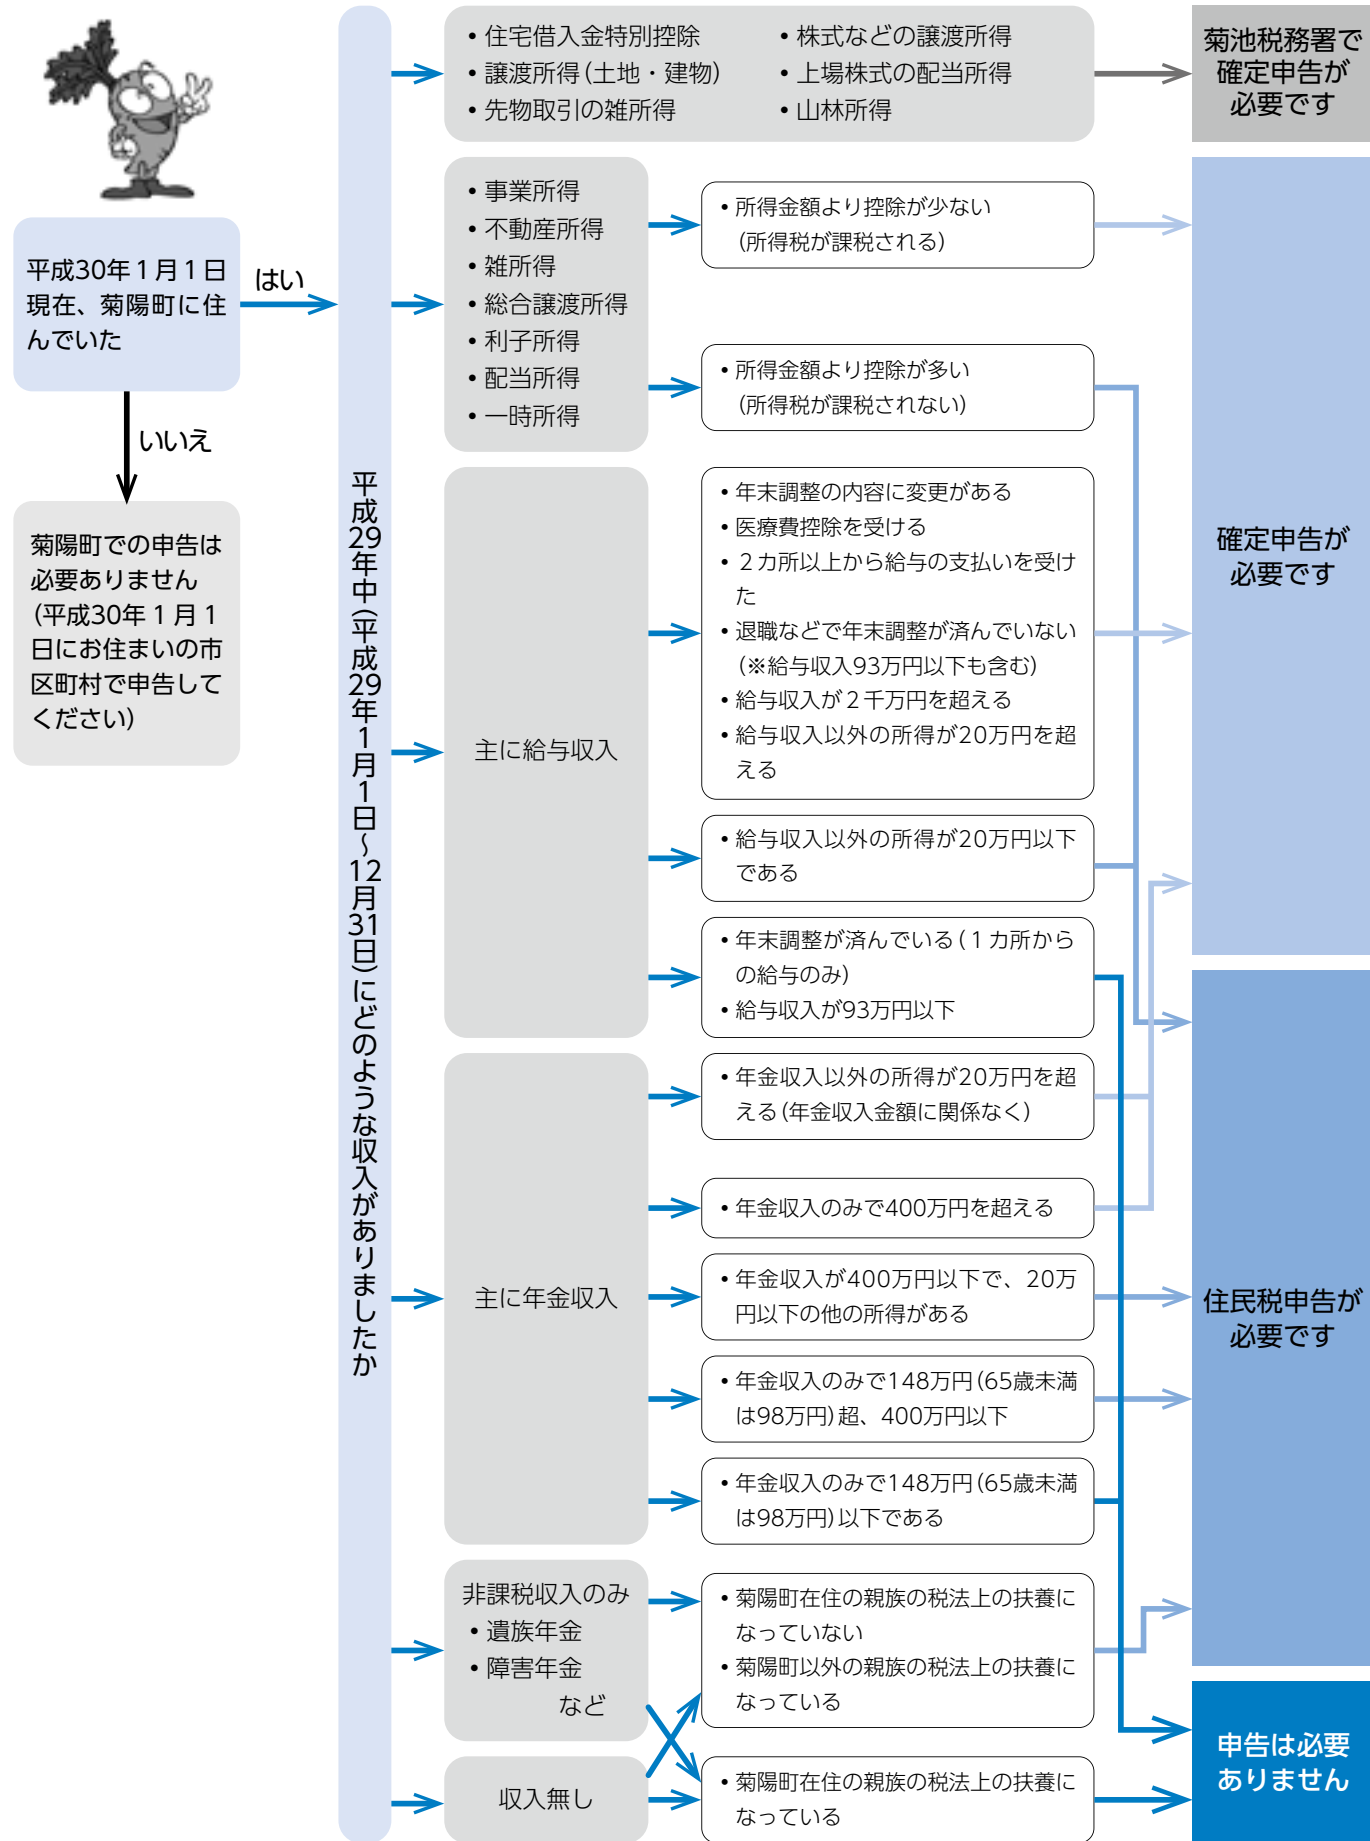 平成30年１月１日
現在、菊陽町に住
んでいた
はい
いいえ
菊陽町での申告は
必要ありません
(平成30年１月１
日にお住まいの市
区町村で申告して
ください)
平成29年中(平成29年1月1日～12月31日)にどのような収入がありましたか
• 住宅借入金特別控除
• 譲渡所得(土地・建物)
• 先物取引の雑所得
• 株式などの譲渡所得
• 上場株式の配当所得
• 山林所得
菊池税務署で
確定申告が
必要です
• 事業所得
• 不動産所得
• 雑所得
• 総合譲渡所得
• 利子所得
• 配当所得
• 一時所得
• 所得金額より控除が少ない
(所得税が課税される)
• 所得金額より控除が多い
(所得税が課税されない)
主に給与収入
• 年末調整の内容に変更がある
• 医療費控除を受ける
• ２カ所以上から給与の支払いを受け
た
• 退職などで年末調整が済んでいない
(※給与収入93万円以下も含む)
• 給与収入が２千万円を超える
• 給与収入以外の所得が20万円を超
える
• 給与収入以外の所得が20万円以下
である
• 年末調整が済んでいる(１カ所から
の給与のみ)
• 給与収入が93万円以下
確定申告が
必要です
主に年金収入
• 年金収入以外の所得が20万円を超
える(年金収入金額に関係なく)
• 年金収入のみで400万円を超える
• 年金収入が400万円以下で、20万
円以下の他の所得がある
• 年金収入のみで148万円(65歳未満
は98万円)超、400万円以下
• 年金収入のみで148万円(65歳未満
は98万円)以下である
住民税申告が
必要です
非課税収入のみ
• 遺族年金
• 障害年金
など
収入無し
• 菊陽町在住の親族の税法上の扶養に
なっていない
• 菊陽町以外の親族の税法上の扶養に
なっている
• 菊陽町在住の親族の税法上の扶養に
なっている
申告は必要
ありません